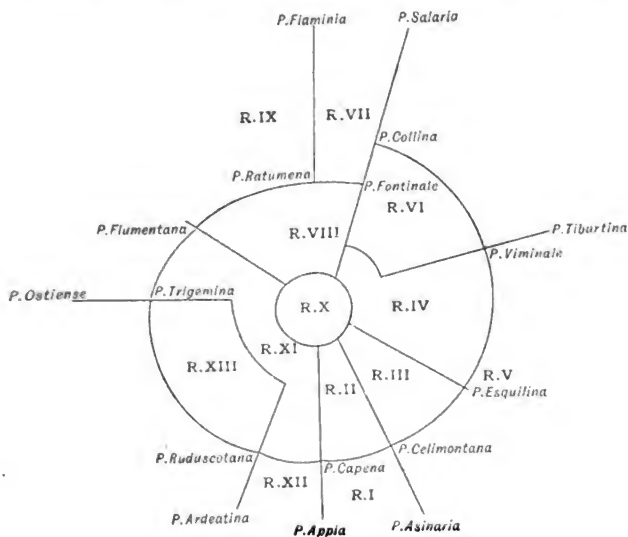 P.Flaminia
P.Salaria
R.IX
R.VII
P.Collina
P.Ratumena
P.Fontinale
R.VI
P.Flumentana
R.VIII
P.Tiburtina
P.Viminale
P.Ostiense
P.Trigemina
R.X
R.IV
R.XI
R.XIII
R.II
R.III
R.V
P.Esquilina
P.Ruduscotana
P.Capena
P.Celimontana
R.XII
R.I
P.Ardeatina
P.Appia
P.Asinaria